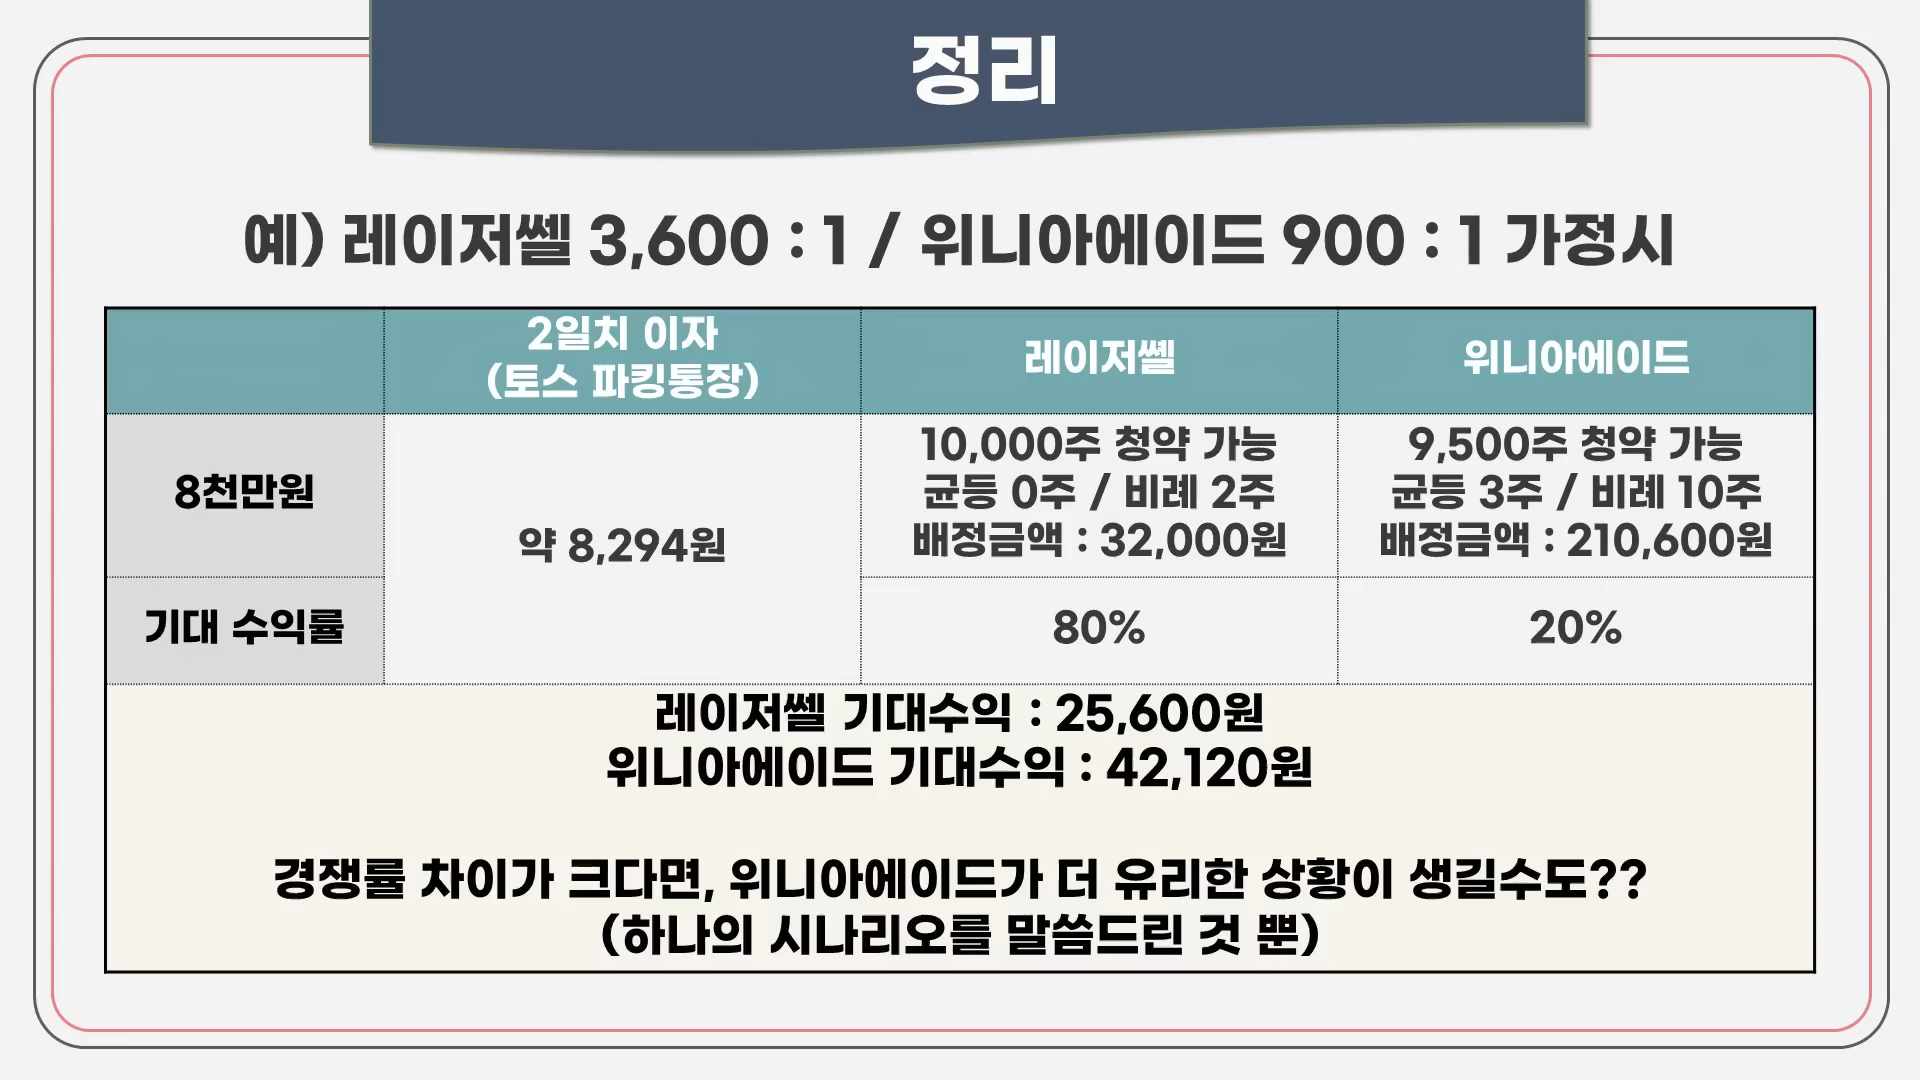 정리
예) 레이저쎌 3,600 : 1 / 위니아에이드 900 : 1 가정시
2일치 이자
(토스 파킹통장)
레이저쎌
위니아에이드
8천만원
약 8,294원
10,000주 청약 가능
균등 0주 / 비례 2주
배정금액 : 32,000원
9,500주 청약 가능
균등 3주 / 비례 10주
배정금액 : 210,600원
기대 수익률
80%
20%
레이저쎌 기대수익 : 25,600원
위니아에이드 기대수익 : 42,120원
경쟁률 차이가 크다면, 위니아에이드가 더 유리한 상황이 생길수도??
(하나의 시나리오를 말씀드린 것 뿐)